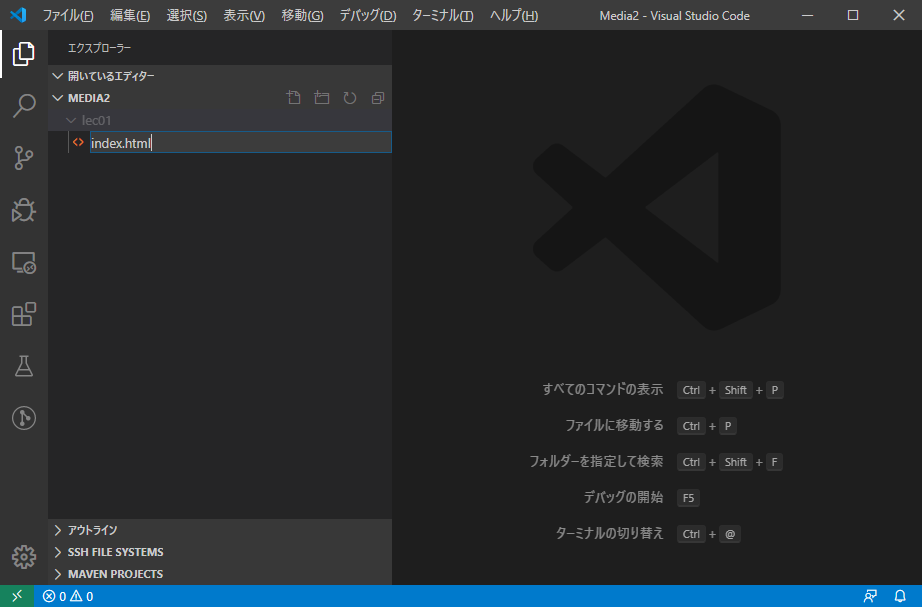 ファイル(F) 編集(E) 選択(S) 表示(V) 移動(G) デバッグ(D) ターミナル(T) ヘルプ(H) Media2 - Visual Studio Code
エクスプローラー
開いているエディター
MEDIA2
lec01
index.html
すべてのコマンドの表示 Ctrl + Shift + P
ファイルに移動する Ctrl + P
フォルダーを指定して検索 Ctrl + Shift + F
デバッグの開始 F5
ターミナルの切り替え Ctrl + @
アウトライン
SSH FILE SYSTEMS
MAVEN PROJECTS
0 0